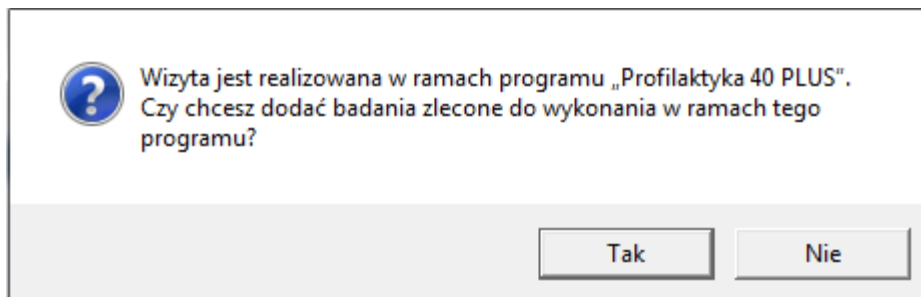 Wizyta jest realizowana w ramach programu „Profilaktyka 40 PLUS”.
Czy chcesz dodać badania zlecone do wykonania w ramach tego
programu?
Tak
Nie